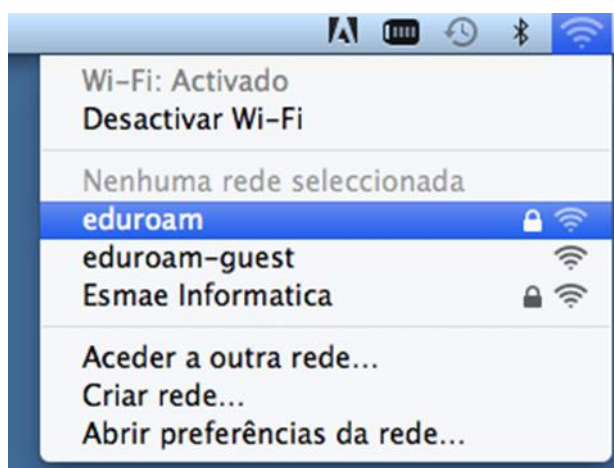 Wi-Fi: Activado
Desactivar Wi-Fi
Nenhuma rede seleccionada
eduroam
eduroam-guest
Esmae Informatica
Aceder a outra rede...
Criar rede...
Abrir preferências da rede...